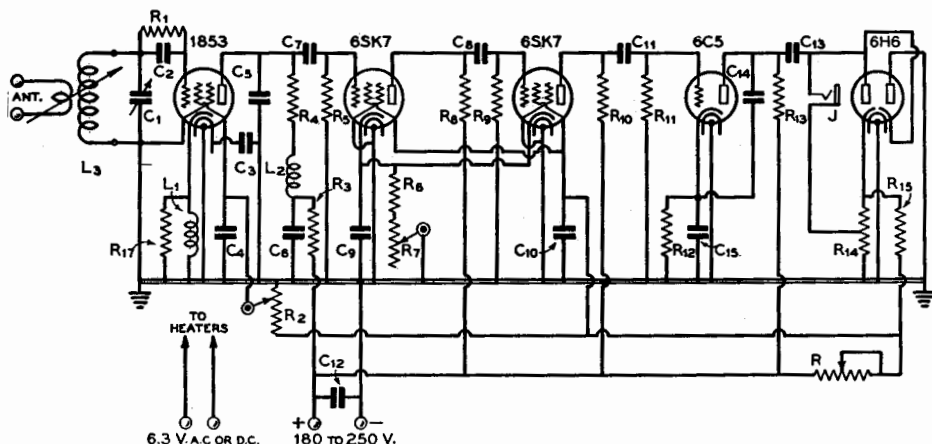 R1
1853
C7
6SK7
C8
6SK7
C11
6C5
C13
6H6
C2
C5
C14
ANT.
C1
R4
R5
R8
R9
R10
R11
R13
J
C3
L3
L2
R3
R6
R15
L1
R17
C4
C6
C9
R7
C10
R12
C15
R14
R2
TO
HEATERS
C12
R
+
−
6.3 V. A.C OR D.C.
180 TO 250 V.